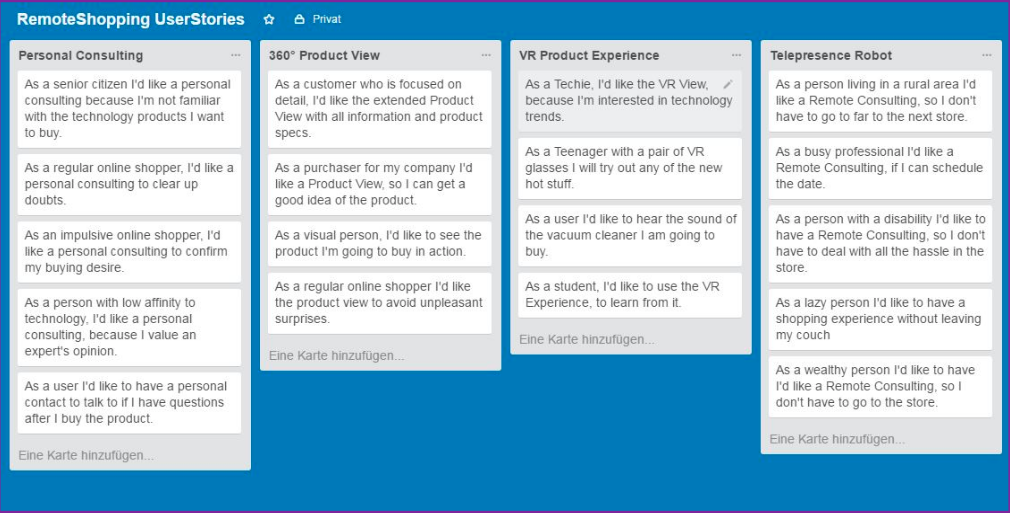 RemoteShopping UserStories
Privat
Personal Consulting
As a senior citizen I'd like a personal
consulting because I'm not familiar
with the technology products I want
to buy.
As a regular online shopper, I'd like a
personal consulting to clear up
doubts.
As an impulsive online shopper, I'd
like a personal consulting to confirm
my buying desire.
As a person with low affinity to
technology, I'd like a personal
consulting, because I value an
expert's opinion.
As a user I'd like to have a personal
contact to talk to if I have questions
after I buy the product.
Eine Karte hinzufügen...
360° Product View
As a customer who is focused on
detail, I'd like the extended Product
View with all information and product
specs.
As a purchaser for my company I'd
like a Product View, so I can get a
good idea of the product.
As a visual person, I'd like to see the
product I'm going to buy in action.
As a regular online shopper I'd like
the product view to avoid unpleasant
surprises.
Eine Karte hinzufügen...
VR Product Experience
As a Techie, I'd like the VR View,
because I'm interested in technology
trends.
As a Teenager with a pair of VR
glasses I will try out any of the new
hot stuff.
As a user I'd like to hear the sound of
the vacuum cleaner I am going to
buy.
As a student, I'd like to use the VR
Experience, to learn from it.
Eine Karte hinzufügen...
Telepresence Robot
As a person living in a rural area I'd
like a Remote Consulting, so I don't
have to go to far to the next store.
As a busy professional I'd like a
Remote Consulting, if I can schedule
the date.
As a person with a disability I'd like to
have a Remote Consulting, so I don't
have to deal with all the hassle in the
store.
As a lazy person I'd like to have a
shopping experience without leaving
my couch
As a wealthy person I'd like to have
I'd like a Remote Consulting, so I
don't have to go to the store.
Eine Karte hinzufügen...